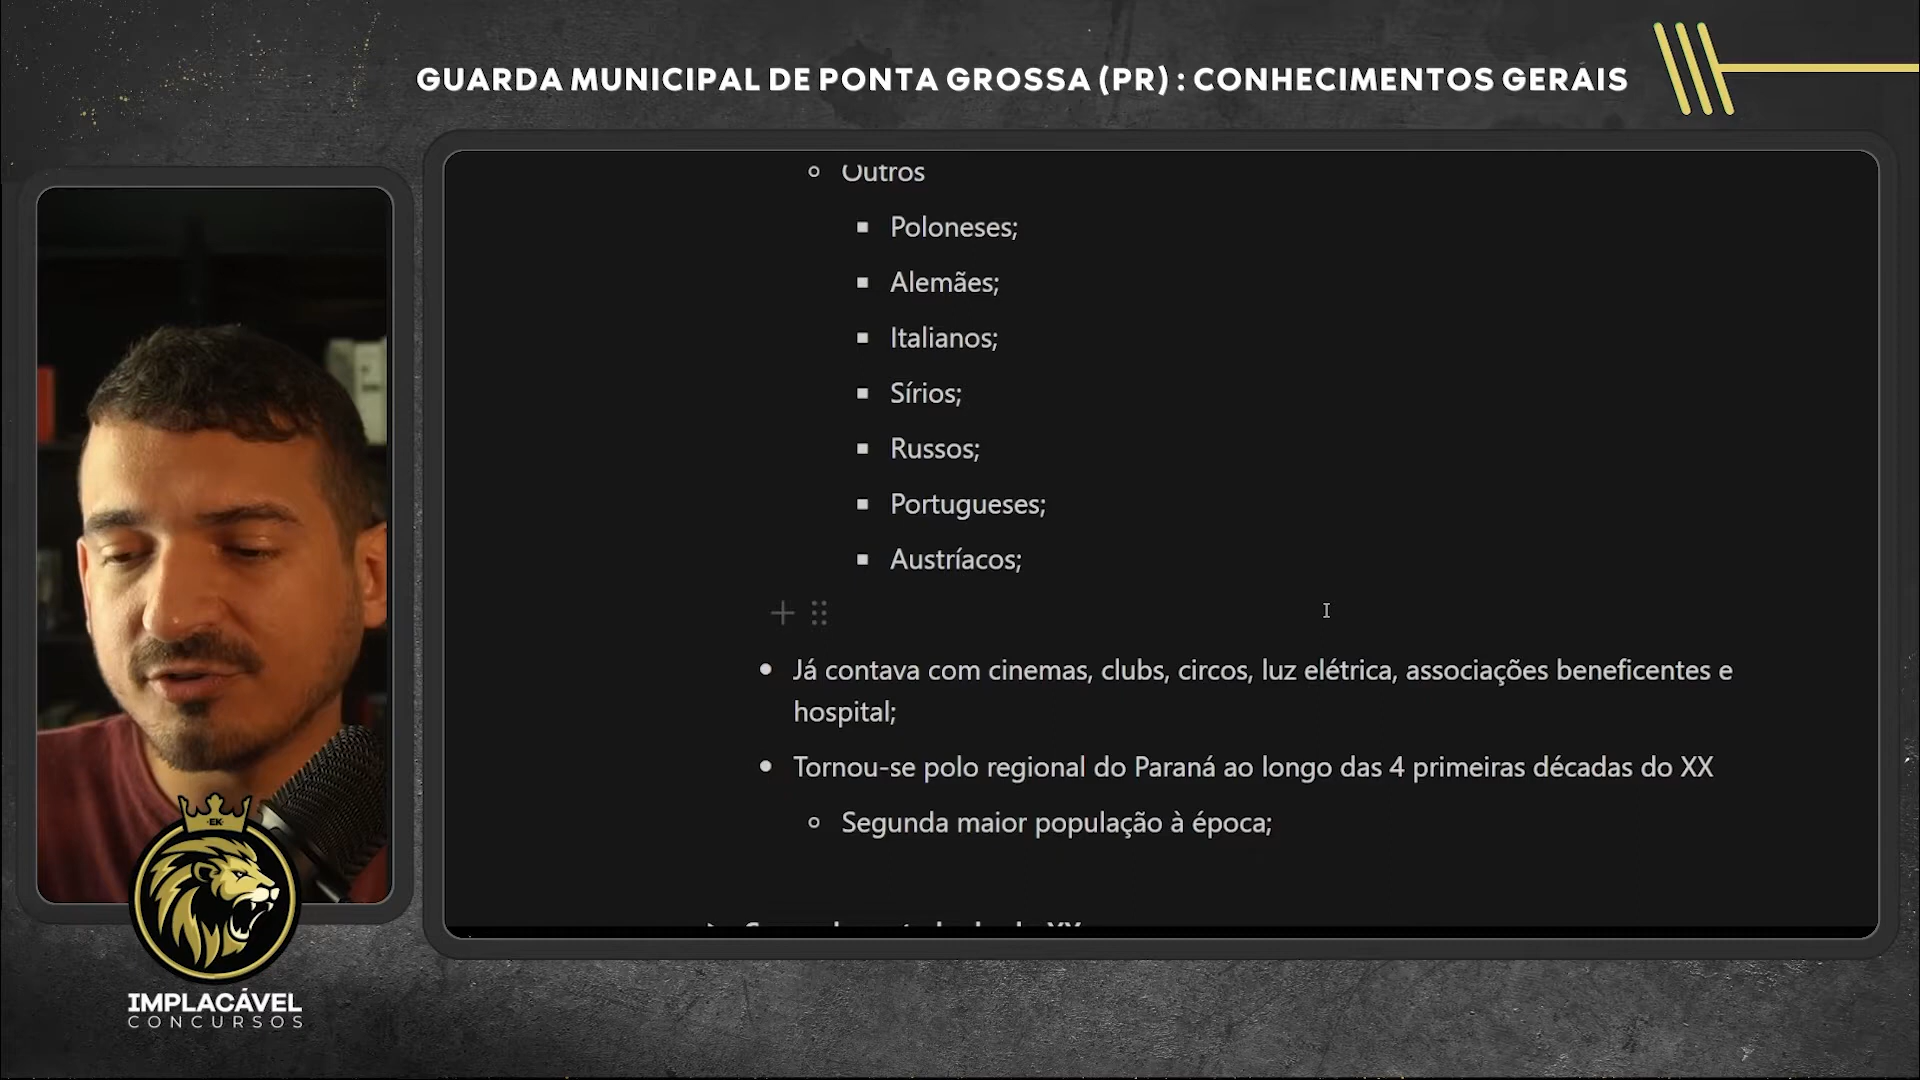 GUARDA MUNICIPAL DE PONTA GROSSA (PR) : CONHECIMENTOS GERAIS
Outros
Poloneses;
Alemães;
Italianos;
Sírios;
Russos;
Portugueses;
Austríacos;
Já contava com cinemas, clubs, circos, luz elétrica, associações beneficentes e
hospital;
Tornou-se polo regional do Paraná ao longo das 4 primeiras décadas do XX
Segunda maior população à época;
EK
IMPLACÁVEL
CONCURSOS